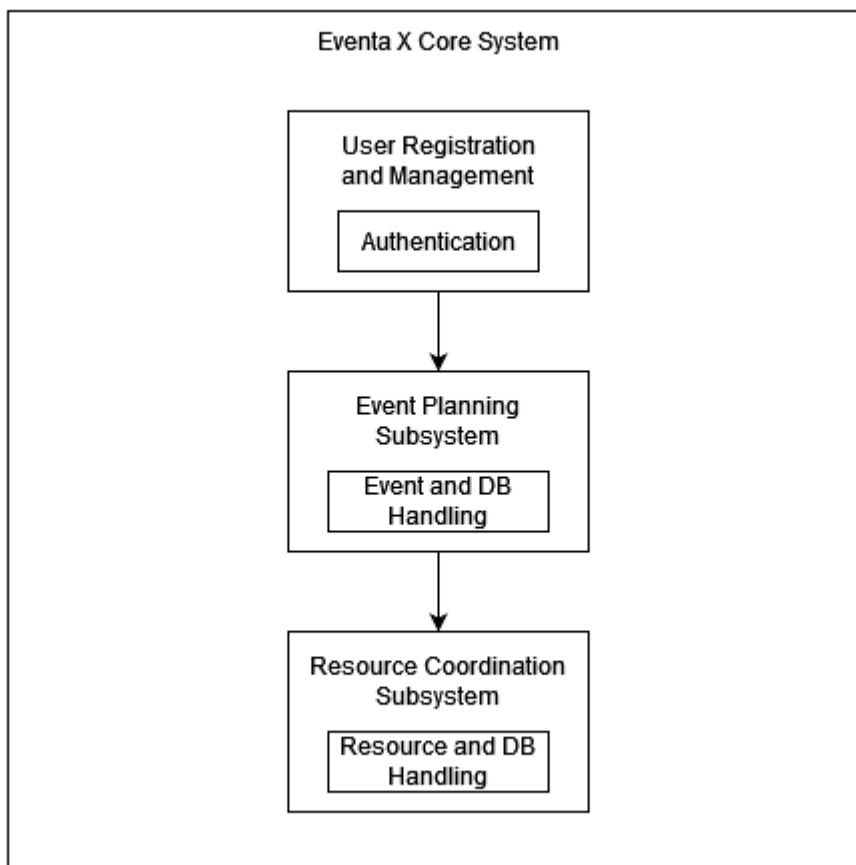 Eventa X Core System
User Registration
and Management
Authentication
Event Planning
Subsystem
Event and DB
Handling
Resource Coordination
Subsystem
Resource and DB
Handling